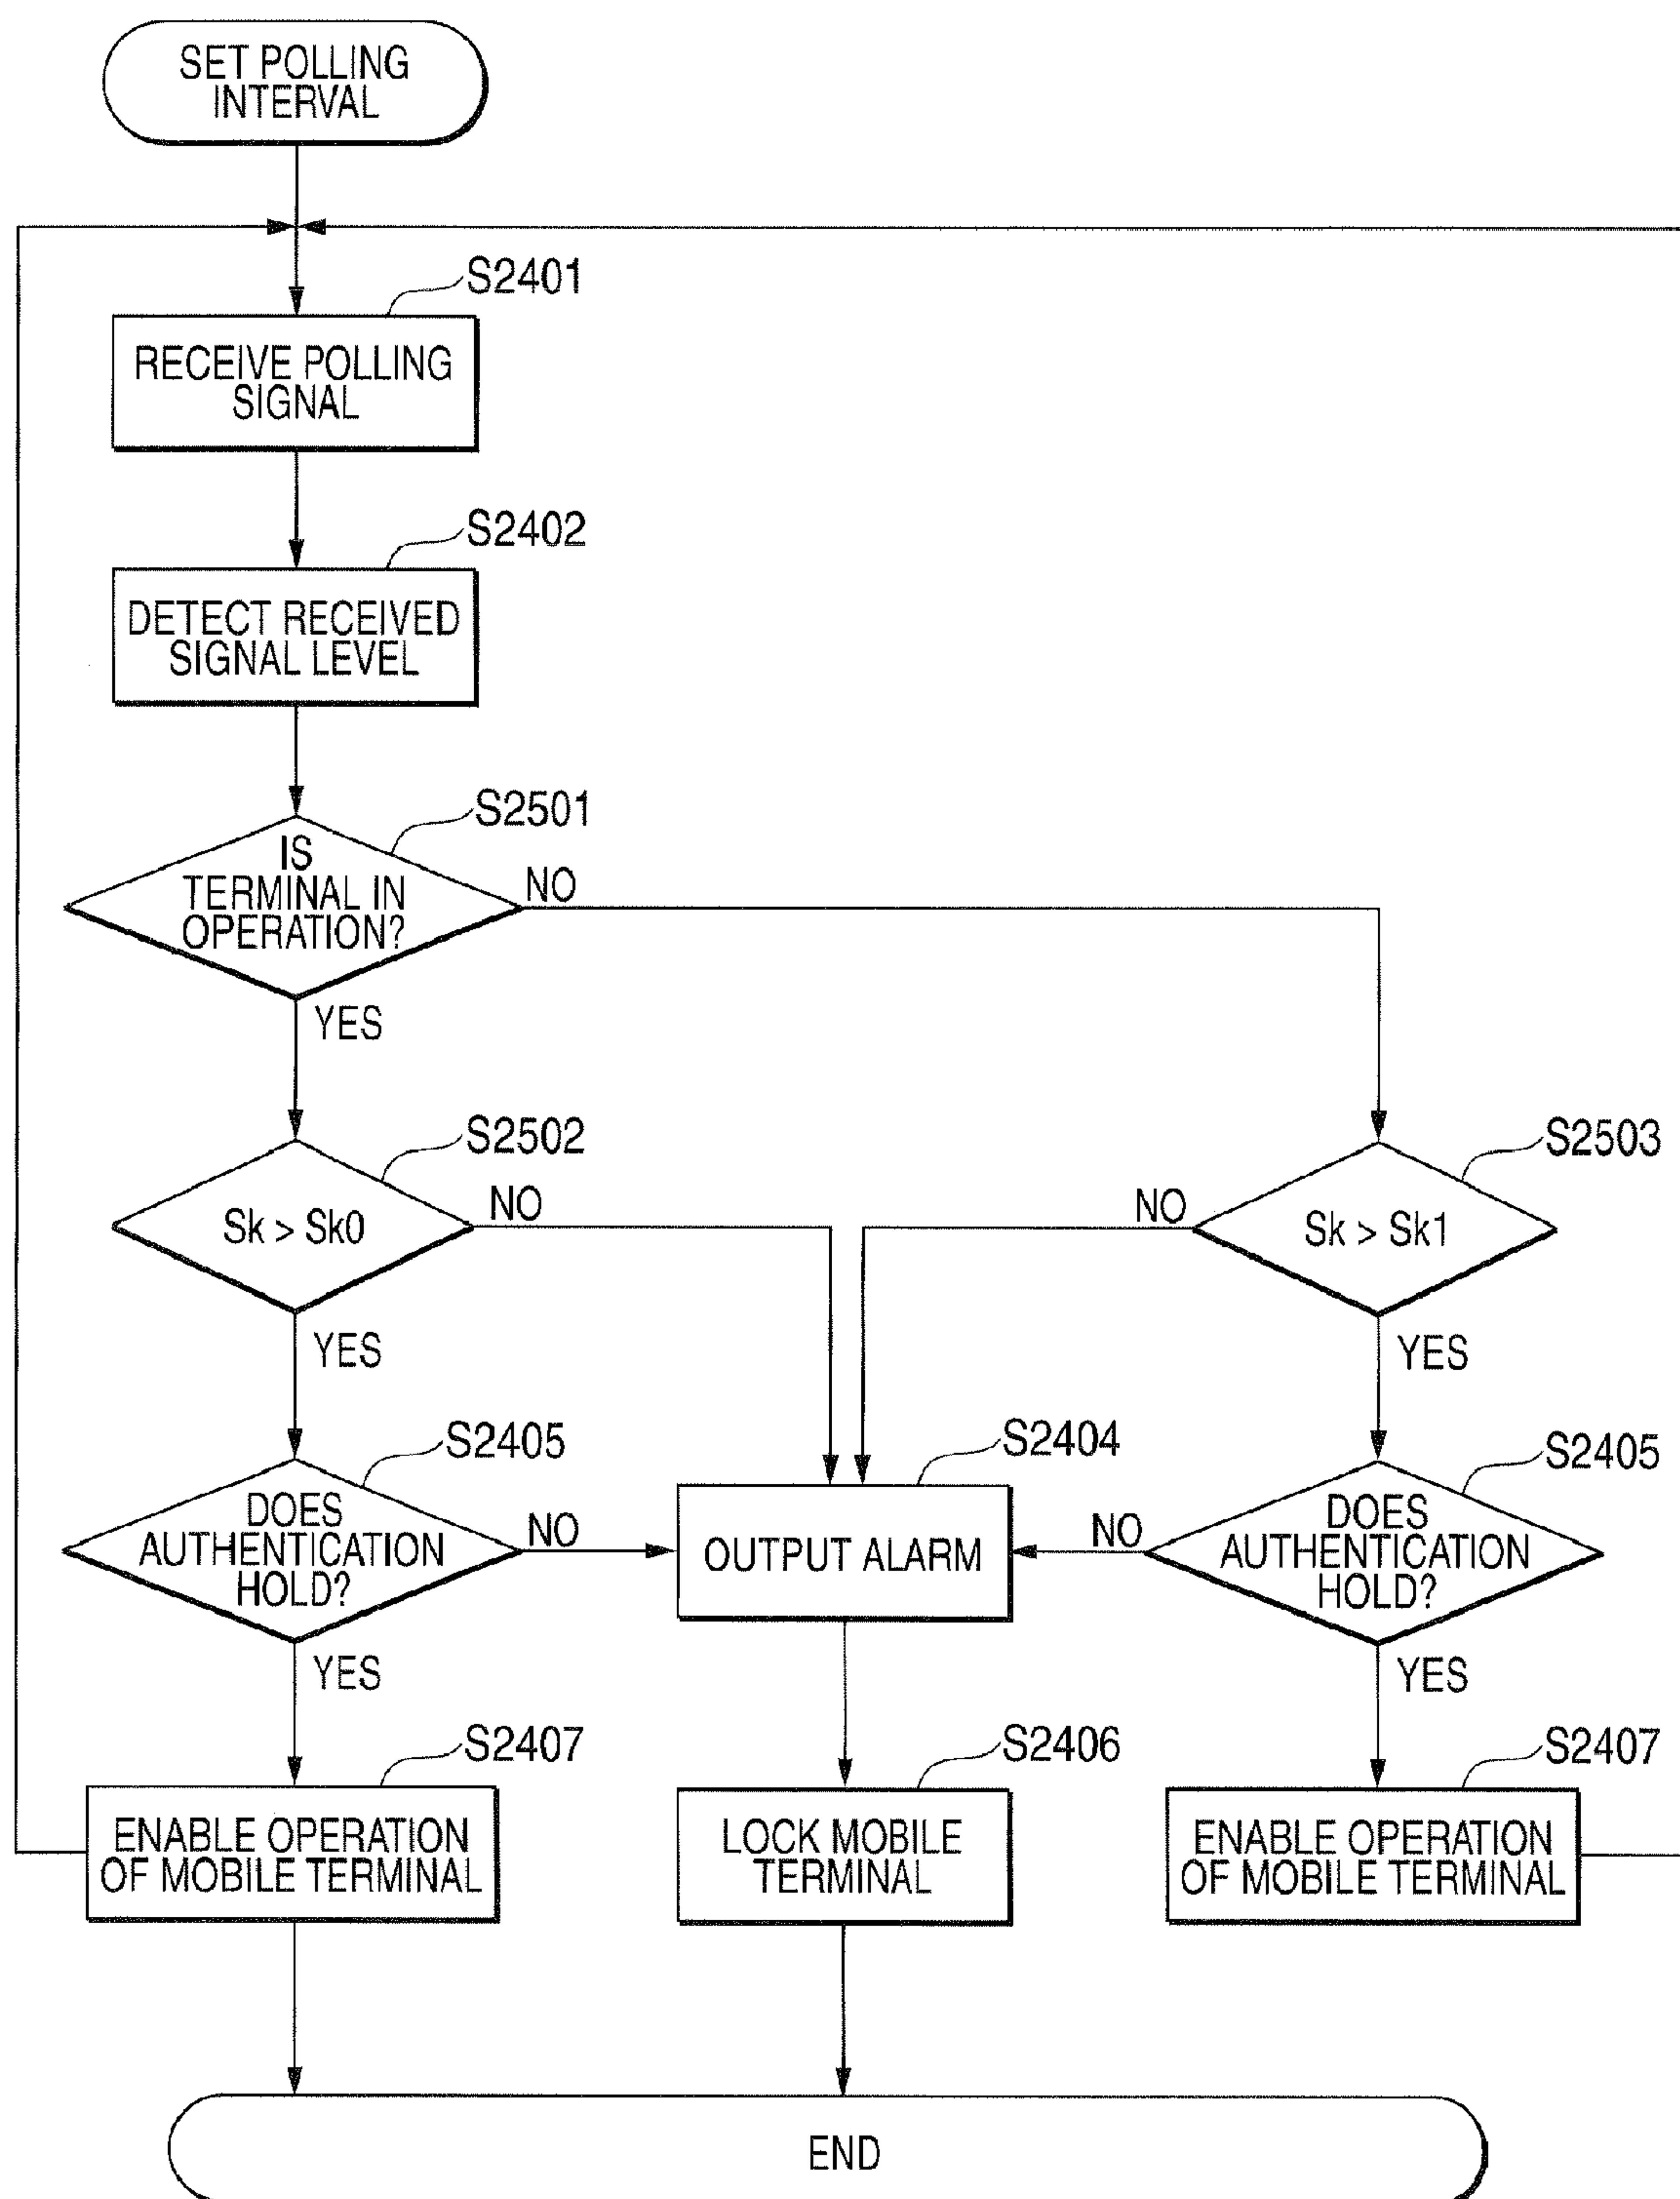 SET POLLING
INTERVAL
S2401
RECEIVE POLLING
SIGNAL
S2402
DETECT RECEIVED
SIGNAL LEVEL
S2501
IS
TERMINAL IN
OPERATION?
NO
YES
S2502
Sk > Sk0
NO
YES
S2503
Sk > Sk1
NO
YES
S2405
DOES
AUTHENTICATION
HOLD?
NO
YES
S2404
OUTPUT ALARM
S2405
DOES
AUTHENTICATION
HOLD?
NO
YES
S2407
ENABLE OPERATION
OF MOBILE TERMINAL
S2406
LOCK MOBILE
TERMINAL
S2407
ENABLE OPERATION
OF MOBILE TERMINAL
END